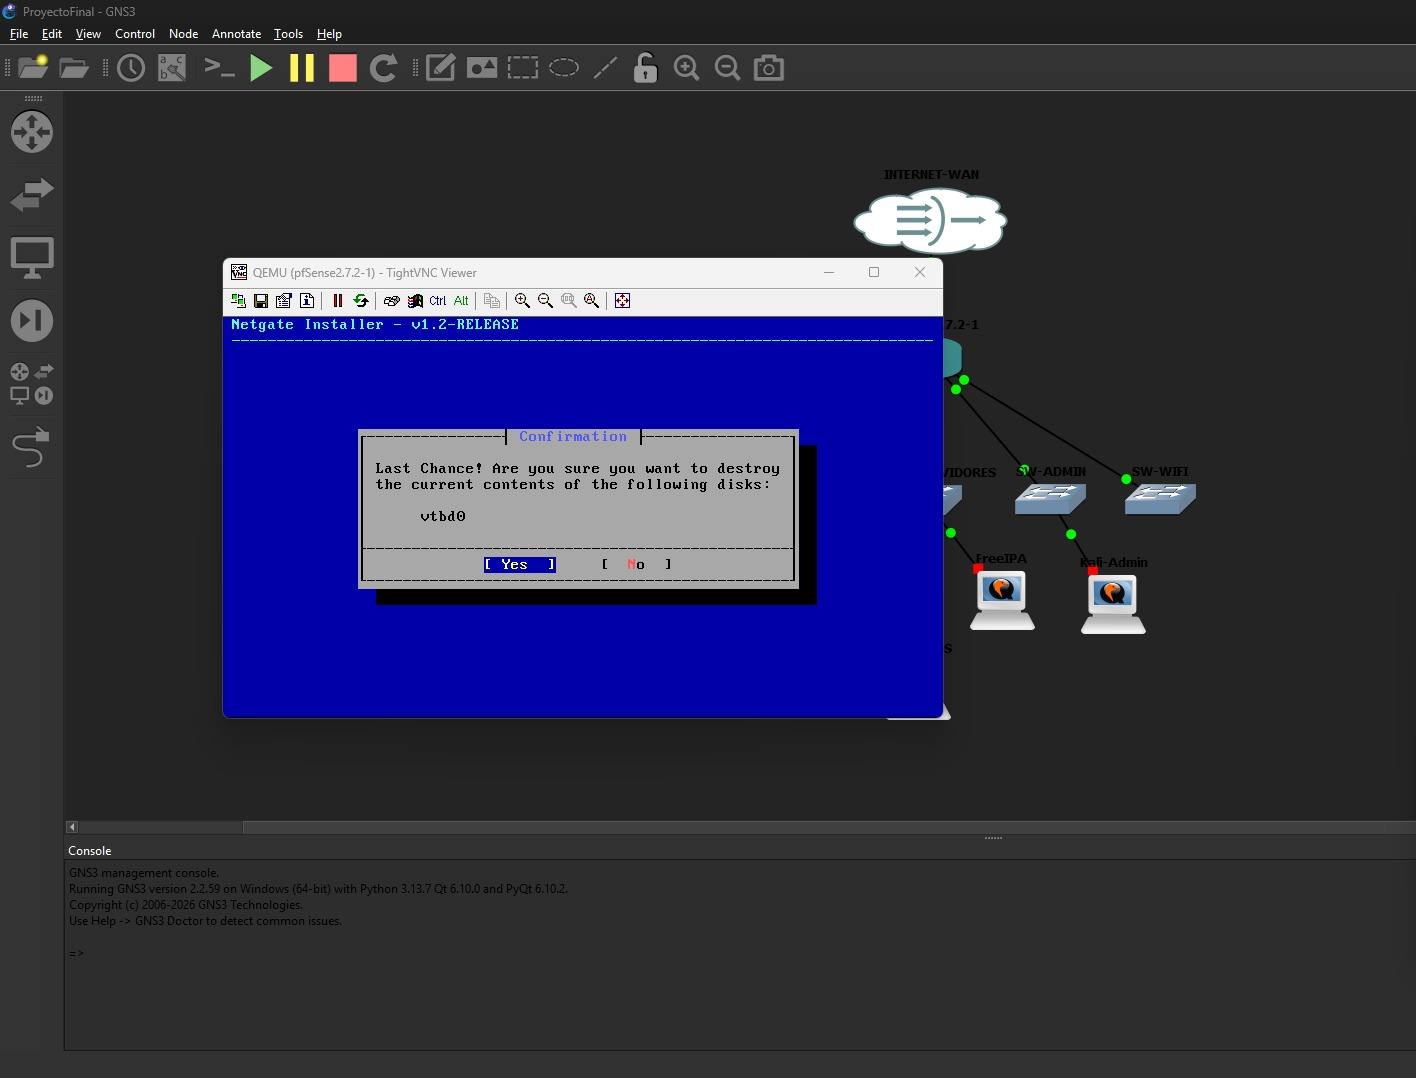 ProyectoFinal - GNS3
File Edit View Control Node Annotate Tools Help
INTERNET-WAN
QEMU (pfSense2.7.2-1) - TightVNC Viewer
Ctrl Alt
Netgate Installer - v1.2-RELEASE
7.2-1
Confirmation
Last Chance! Are you sure you want to destroy
the current contents of the following disks:
vtbd0
[ Yes ] [ No ]
VIDORES
SW-ADMIN
SW-WIFI
FreeIPA
Kali-Admin
S
Console
GNS3 management console.
Running GNS3 version 2.2.59 on Windows (64-bit) with Python 3.13.7 Qt 6.10.0 and PyQt 6.10.2.
Copyright (c) 2006-2026 GNS3 Technologies.
Use Help -> GNS3 Doctor to detect common issues.
=>